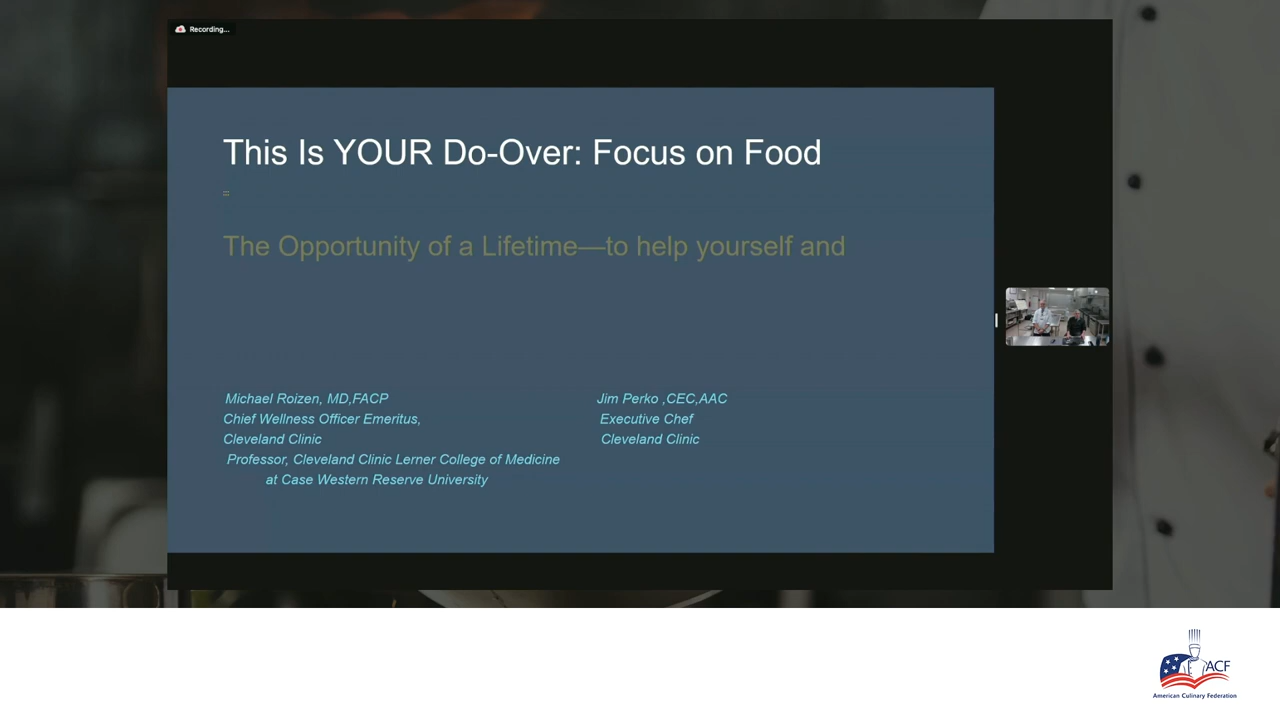 Recording...
This Is YOUR Do-Over: Focus on Food
The Opportunity of a Lifetime—to help yourself and
Michael Roizen, MD,FACP
Chief Wellness Officer Emeritus,
Cleveland Clinic
Professor, Cleveland Clinic Lerner College of Medicine
at Case Western Reserve University
Jim Perko ,CEC,AAC
Executive Chef
Cleveland Clinic
ACF
American Culinary Federation